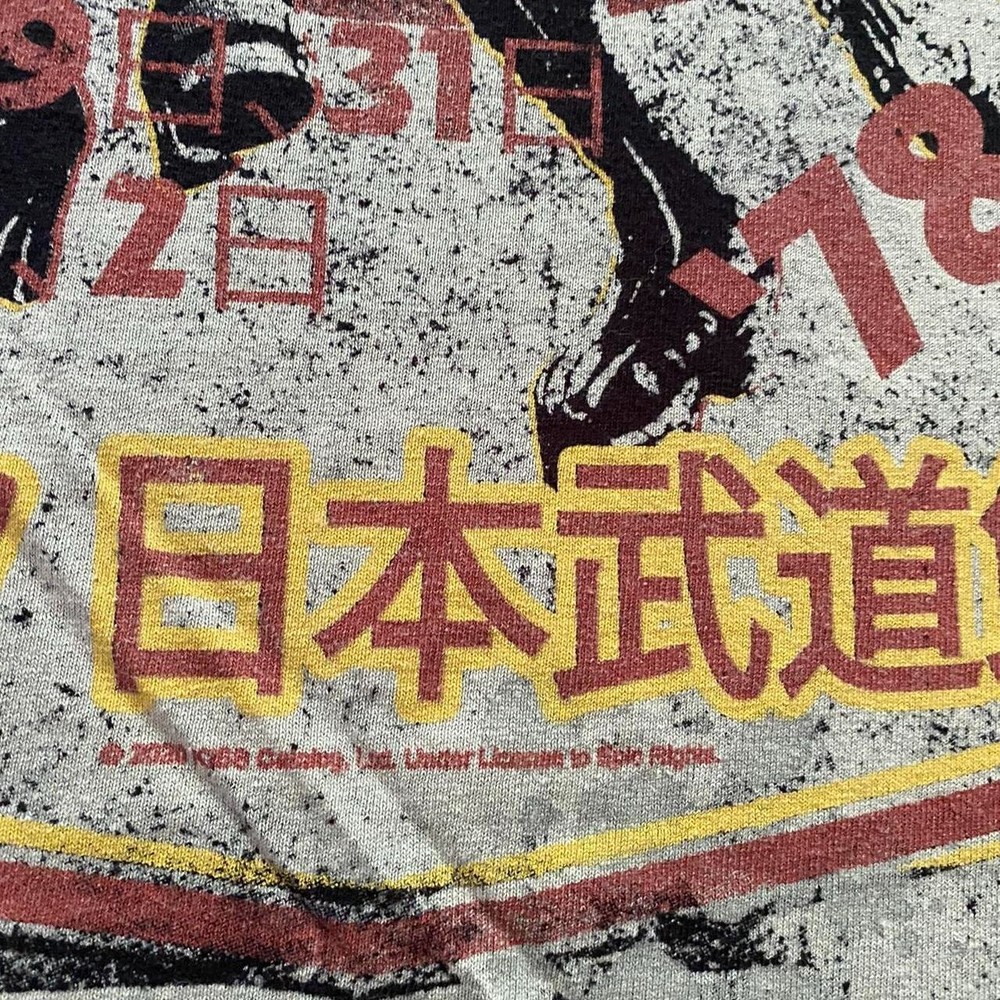 9日 31日
2日
'78
日本武道
© 2020 KISS Catalog, Ltd. Under License to Epic Rights.